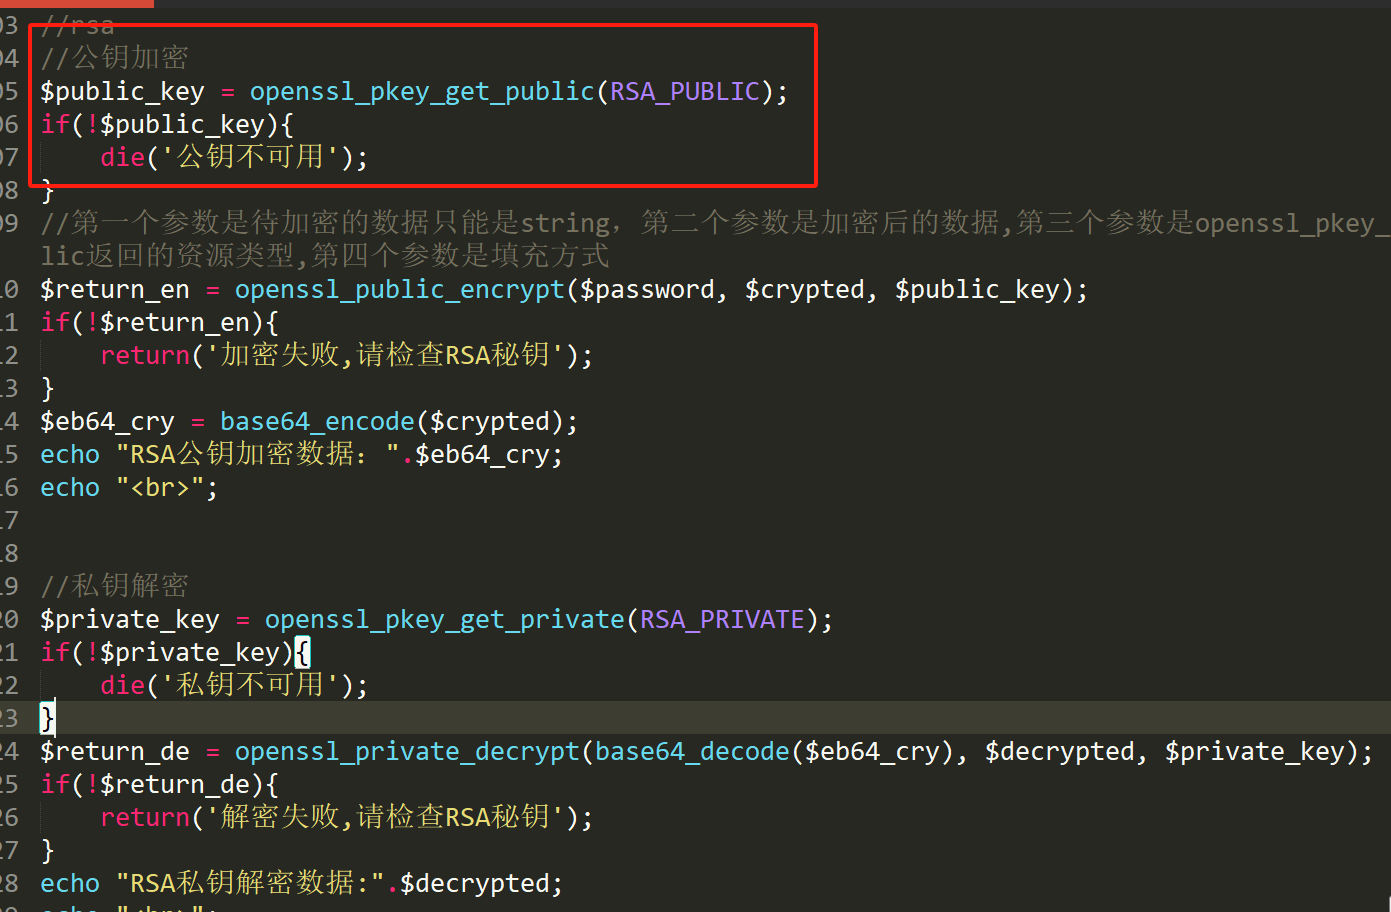 03 //rsa
04 //公钥加密
05 $public_key = openssl_pkey_get_public(RSA_PUBLIC);
06 if(!$public_key){
07 die('公钥不可用');
08 }
09 //第一个参数是待加密的数据只能是string，第二个参数是加密后的数据,第三个参数是openssl_pkey_
lic返回的资源类型,第四个参数是填充方式
10 $return_en = openssl_public_encrypt($password, $crypted, $public_key);
11 if(!$return_en){
12 return('加密失败,请检查RSA秘钥');
13 }
14 $eb64_cry = base64_encode($crypted);
15 echo "RSA公钥加密数据：".$eb64_cry;
16 echo "<br>";
17
18
19 //私钥解密
20 $private_key = openssl_pkey_get_private(RSA_PRIVATE);
21 if(!$private_key){
22 die('私钥不可用');
23 }
24 $return_de = openssl_private_decrypt(base64_decode($eb64_cry), $decrypted, $private_key);
25 if(!$return_de){
26 return('解密失败,请检查RSA秘钥');
27 }
28 echo "RSA私钥解密数据:".$decrypted;
echo "<br>";